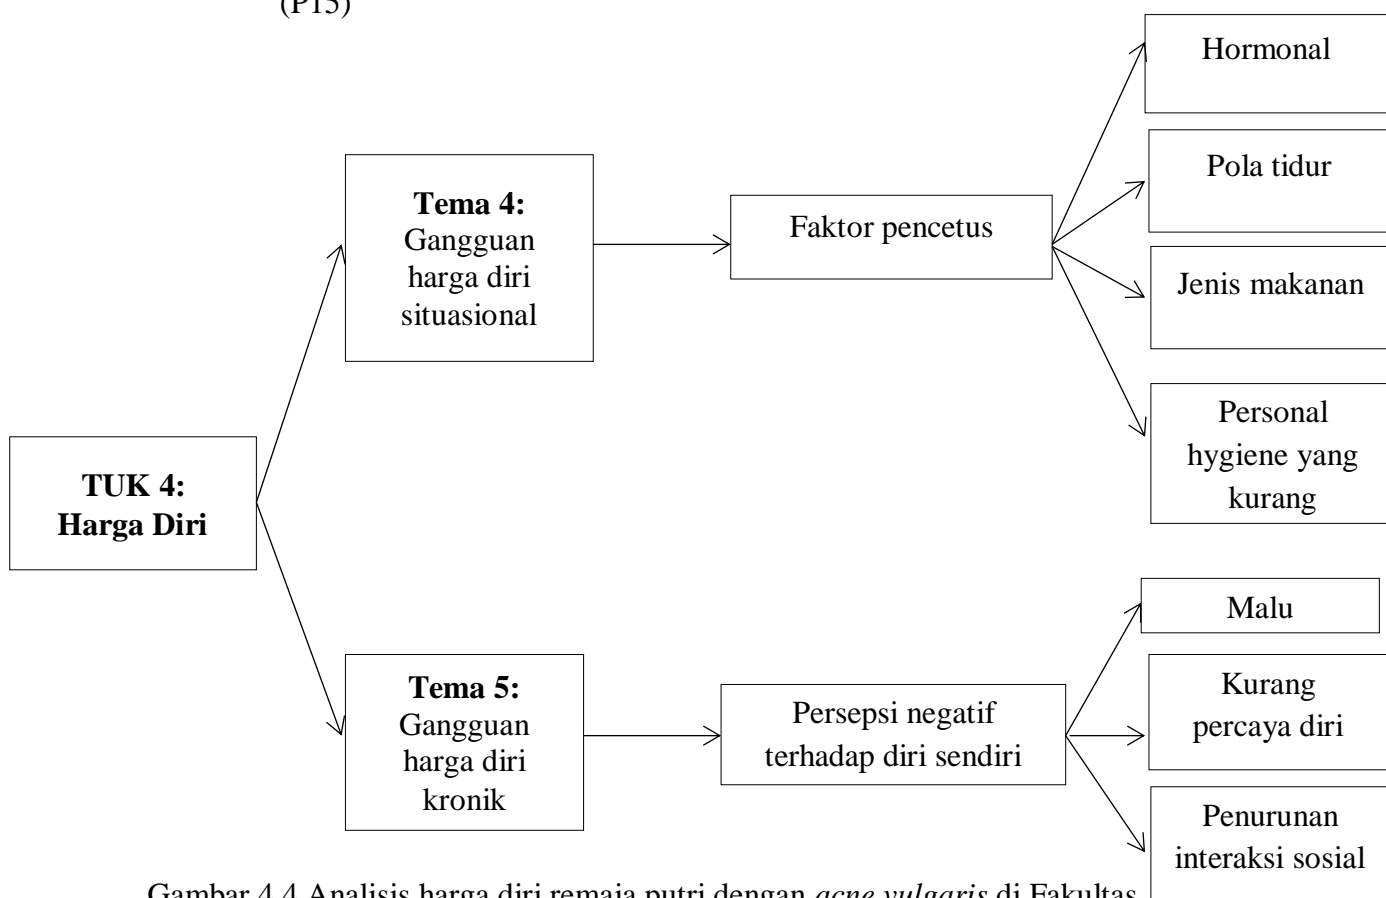 (P15)
Hormonal
Pola tidur
Tema 4:
Gangguan
harga diri
situasional
Faktor pencetus
Jenis makanan
Personal
hygiene yang
kurang
TUK 4:
Harga Diri
Malu
Tema 5:
Gangguan
harga diri
kronik
Persepsi negatif
terhadap diri sendiri
Kurang
percaya diri
Penurunan
interaksi sosial
Gambar 4.4 Analisis harga diri remaja putri dengan acne vulgaris di Fakultas